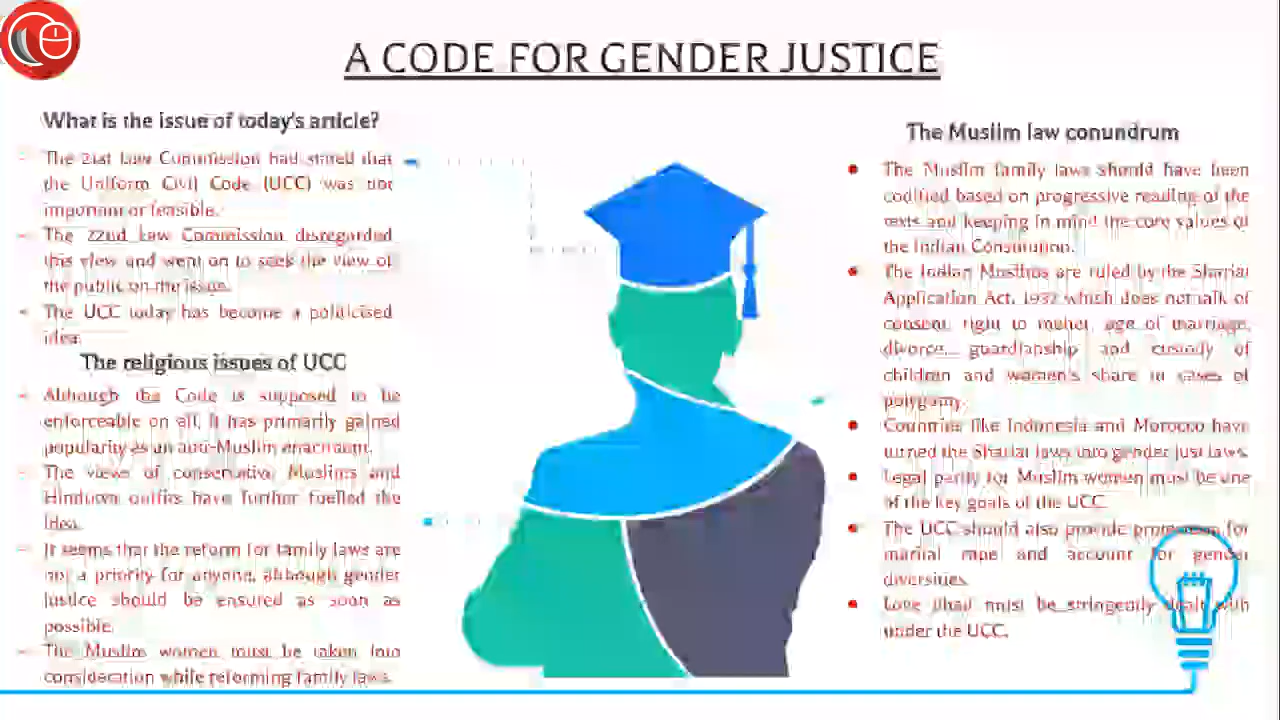 A CODE FOR GENDER JUSTICE
What is the issue of today's article?
The 21st Law Commission had stated that
the Uniform Civil Code (UCC) was not
important or feasible.
The 22nd Law Commission disregarded
this view and went on to seek the view of
the public on the issue.
The UCC today has become a politicised
idea.
The religious issues of UCC
Although the Code is supposed to be
enforceable on all, it has primarily gained
popularity as an anti-Muslim enactment.
The views of conservative Muslims and
Hindutva outfits have further fuelled the
idea.
It seems that the reform for family laws are
not a priority for anyone, although gender
justice should be ensured as soon as
possible.
The Muslim women must be taken into
consideration while reforming family laws.
The Muslim law conundrum
The Muslim family laws should have been
codified based on progressive reading of the
texts and keeping in mind the core values of
the Indian Constitution.
The Indian Muslims are ruled by the Shariat
Application Act, 1937 which does not talk of
consent, right to meher, age of marriage,
divorce, guardianship and custody of
children and women's share in cases of
polygamy.
Countries like Indonesia and Morocco have
turned the Shariat laws into gender just laws.
Legal parity for Muslim women must be one
of the key goals of the UCC.
The UCC should also provide protection for
marital rape and account for gender
diversities.
Love jihad must be stringently dealt with
under the UCC.